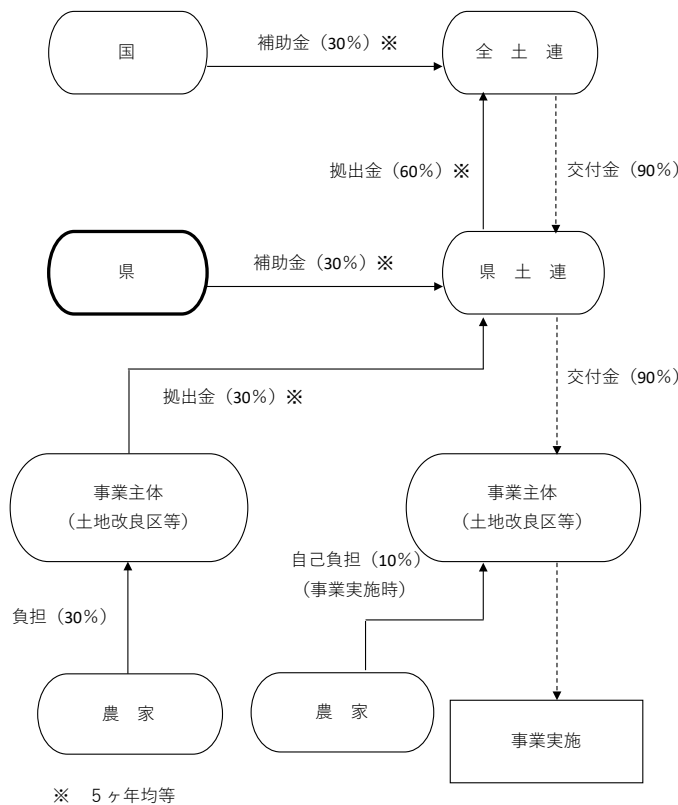 国
補助金（30％）※
全　土　連
拠出金（60％）※
交付金（90％）
県
補助金（30％）※
県　土　連
拠出金（30％）※
交付金（90％）
事業主体
（土地改良区等）
事業主体
（土地改良区等）
自己負担（10％）
（事業実施時）
負担（30％）
農　家
農　家
事業実施
※　５ヶ年均等